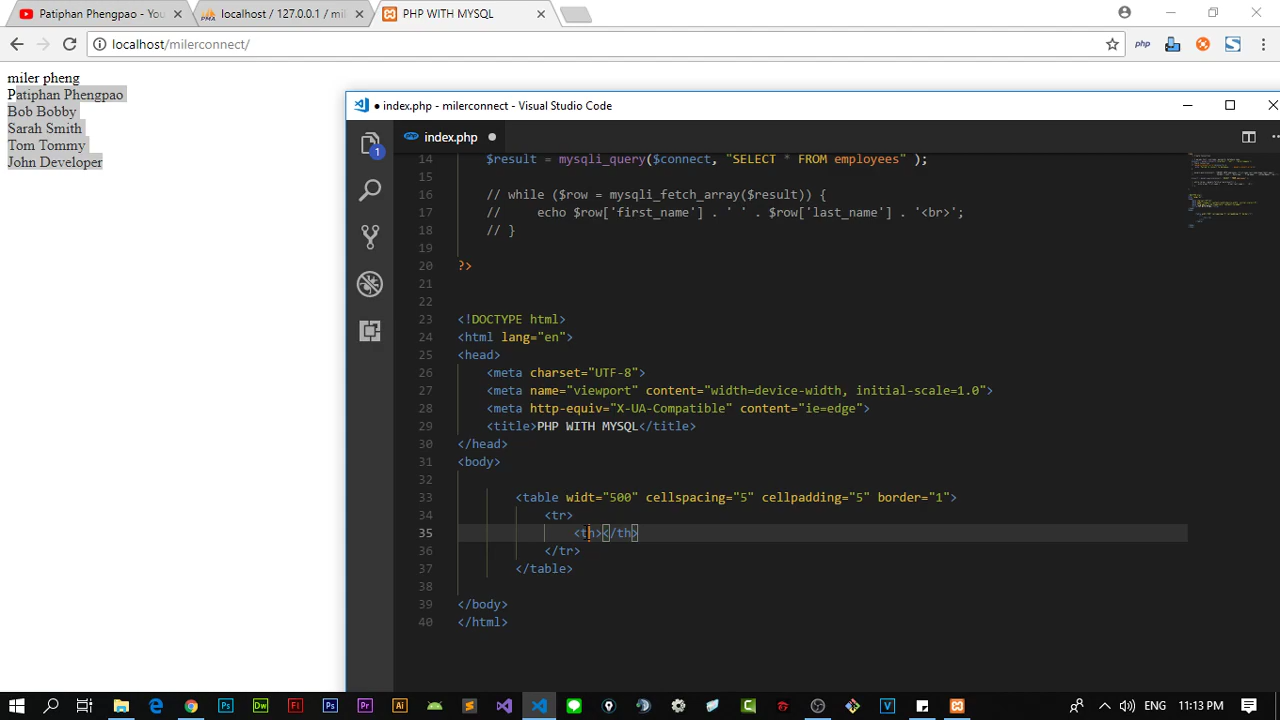 Patiphan Phengpao - You
localhost / 127.0.0.1 / mil
PHP WITH MYSQL
localhost/milerconnect/
php
miler pheng
Patiphan Phengpao
Bob Bobby
Sarah Smith
Tom Tommy
John Developer
● index.php - milerconnect - Visual Studio Code
index.php
1
14 $result = mysqli_query($connect, "SELECT * FROM employees" );
15
16 // while ($row = mysqli_fetch_array($result)) {
17 //     echo $row['first_name'] . ' ' . $row['last_name'] . '<br>';
18 // }
19
20 ?>
21
22
23 <!DOCTYPE html>
24 <html lang="en">
25 <head>
26 <meta charset="UTF-8">
27 <meta name="viewport" content="width=device-width, initial-scale=1.0">
28 <meta http-equiv="X-UA-Compatible" content="ie=edge">
29 <title>PHP WITH MYSQL</title>
30 </head>
31 <body>
32
33 <table widt="500" cellspacing="5" cellpadding="5" border="1">
34 <tr>
35 <th></th>
36 </tr>
37 </table>
38
39 </body>
40 </html>
ENG 11:13 PM